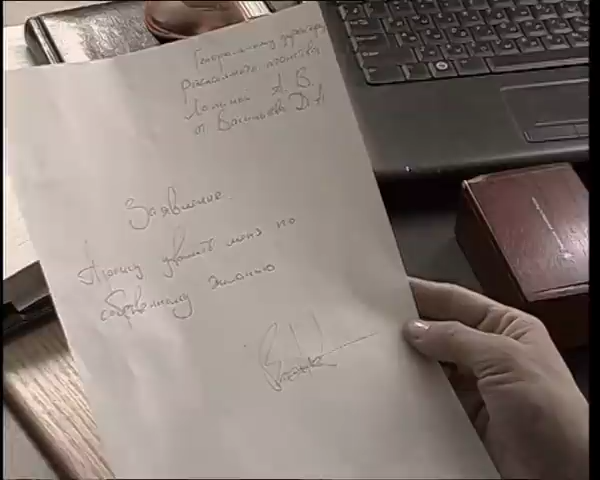 Генеральному директору
рекламного агентства
А. В.
от Васильева Д. А.
Заявление.
Прошу уволить меня по
собственному желанию